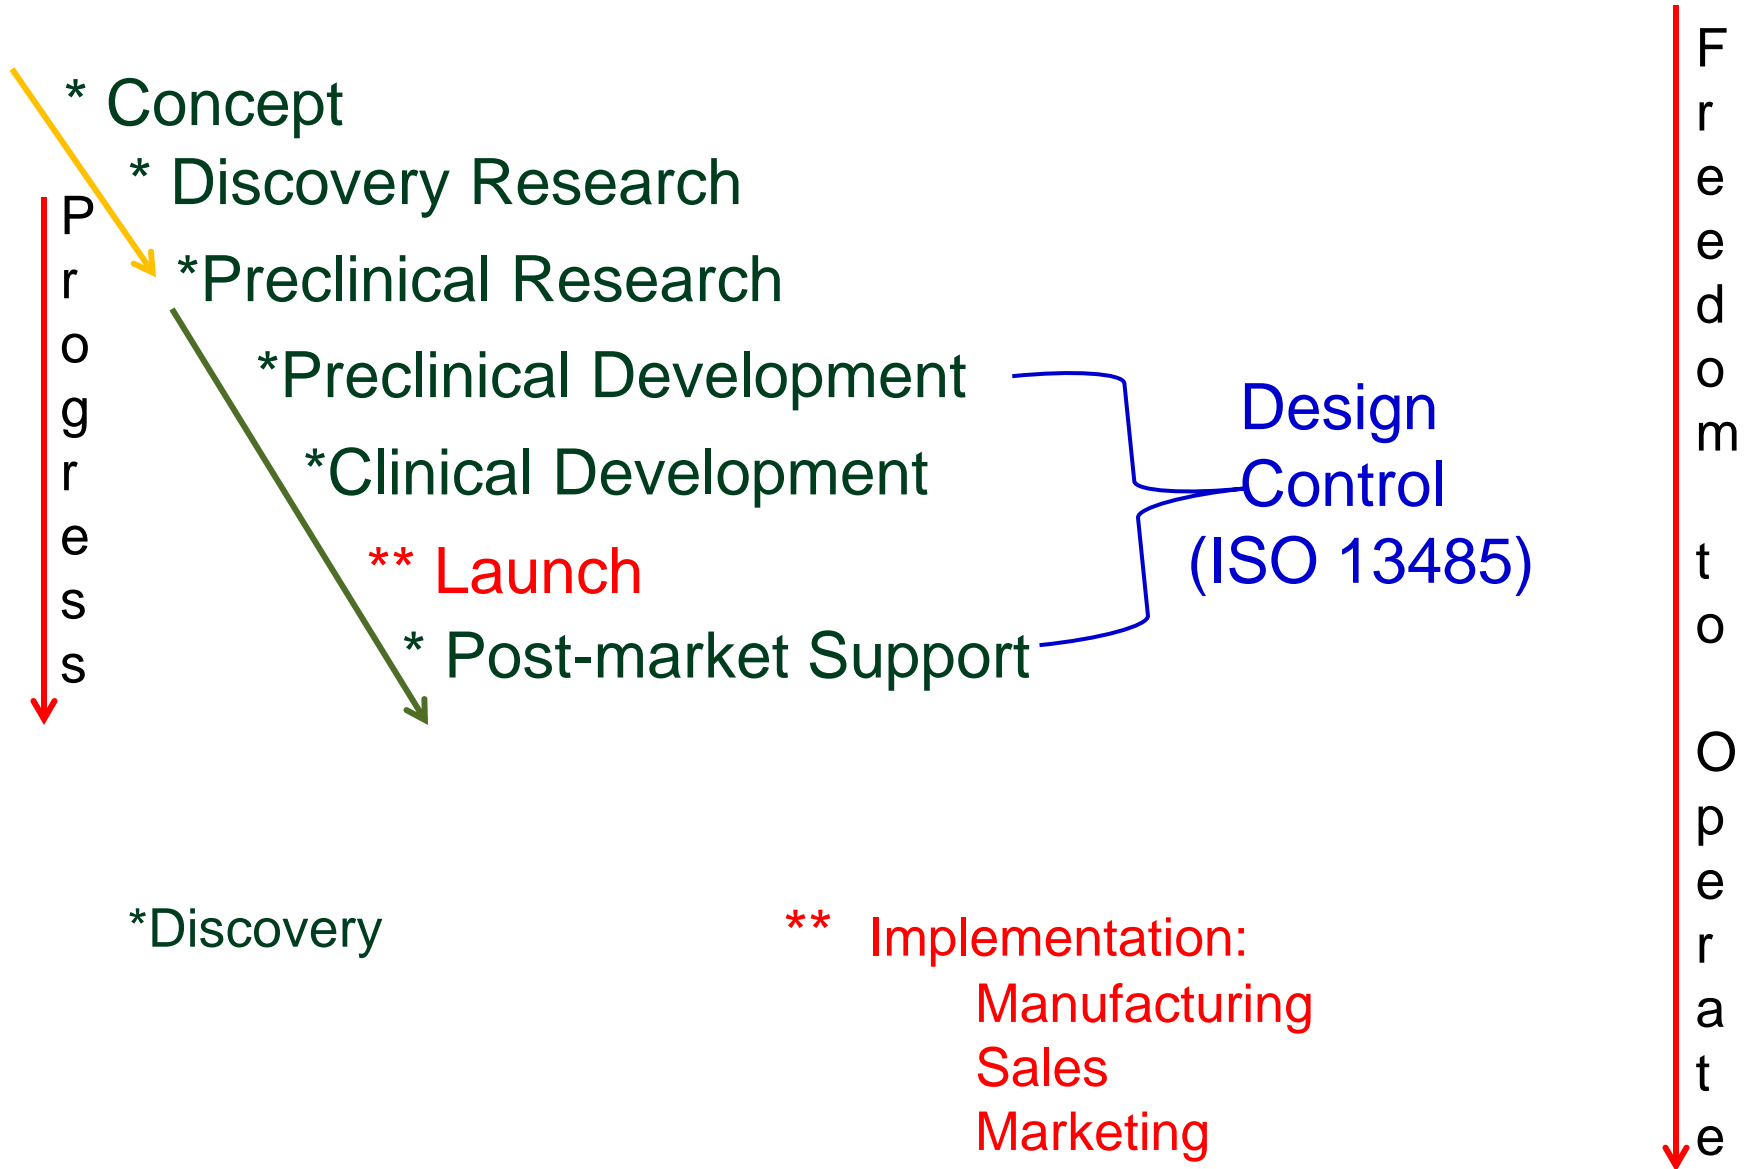 * Concept
* Discovery Research
*Preclinical Research
*Preclinical Development
*Clinical Development
** Launch
* Post-market Support
Progress
Design
Control
(ISO 13485)
Freedom to Operate
*Discovery
** Implementation:
Manufacturing
Sales
Marketing